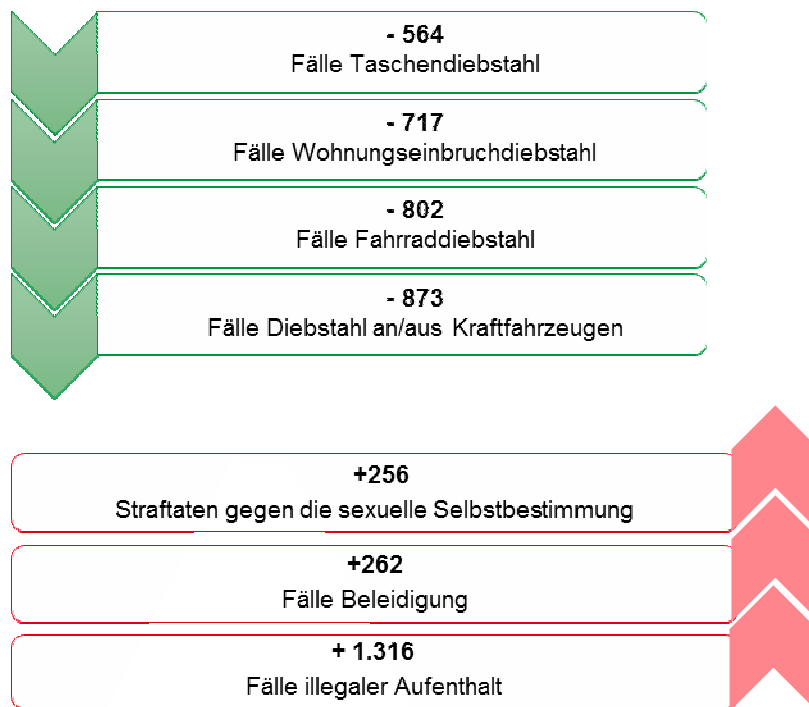 - 564
Fälle Taschendiebstahl
- 717
Fälle Wohnungseinbruchdiebstahl
- 802
Fälle Fahrraddiebstahl
- 873
Fälle Diebstahl an/aus Kraftfahrzeugen
+256
Straftaten gegen die sexuelle Selbstbestimmung
+262
Fälle Beleidigung
+ 1.316
Fälle illegaler Aufenthalt